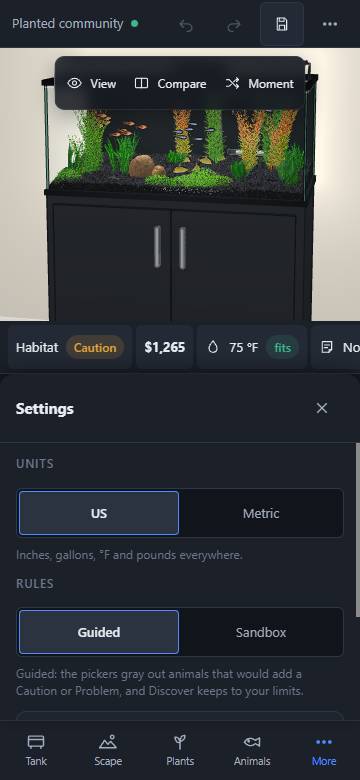 Planted community
View
Compare
Moment
Habitat
Caution
$1,265
75 °F
fits
No
Settings
UNITS
US
Metric
Inches, gallons, °F and pounds everywhere.
RULES
Guided
Sandbox
Guided: the pickers gray out animals that would add a
Caution or Problem, and Discover keeps to your limits.
Tank
Scape
Plants
Animals
More